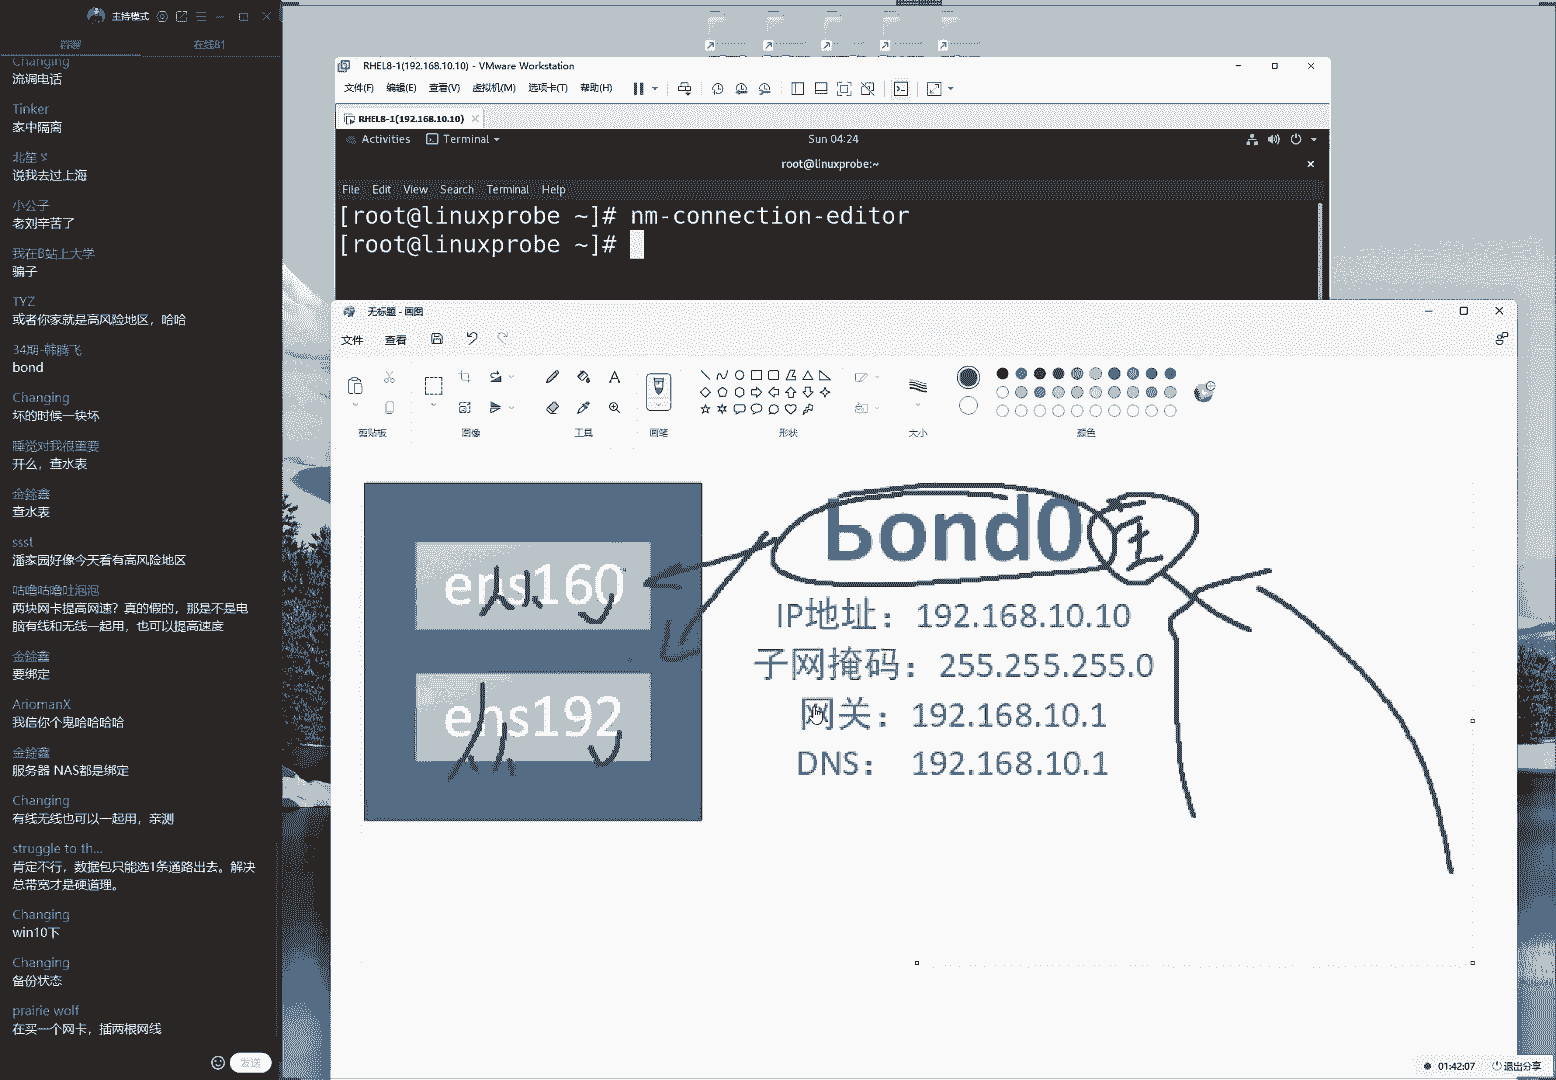 主持模式
在线81
Changing
流调电话
Tinker
家中隔离
北笙
说我去过上海
小公子
老刘辛苦了
我在B站上大学
骗子
TYZ
或者你家就是高风险地区，哈哈
34期-韩腾飞
bond
Changing
坏的时候一块坏
睡觉对我很重要
开么，查水表
金鍂鑫
查水表
ssst
潘家园好像今天看有高风险地区
咕噜咕噜吐泡泡
两块网卡提高网速？真的假的，那是不是电
脑有线和无线一起用，也可以提高速度
金鍂鑫
要绑定
AriomanX
我信你个鬼哈哈哈哈
金鍂鑫
服务器 NAS都是绑定
Changing
有线无线也可以一起用，亲测
struggle to th...
肯定不行，数据包只能选1条通路出去。解决
总带宽才是硬道理。
Changing
win10下
Changing
备份状态
prairie wolf
在买一个网卡，插两根网线
发送
RHEL8-1(192.168.10.10) - VMware Workstation
文件(F) 编辑(E) 查看(V) 虚拟机(M) 选项卡(T) 帮助(H)
RHEL8-1(192.168.10.10)
Activities Terminal Sun 04:24
root@linuxprobe:~
File Edit View Search Terminal Help
[root@linuxprobe ~]# nm-connection-editor
[root@linuxprobe ~]#
无标题 - 画图
文件 查看
剪贴板 图像 工具 画笔 形状 大小 颜色
ens160
从
ens192
从
bond0
主
IP地址：192.168.10.10
子网掩码：255.255.255.0
网关：192.168.10.1
DNS： 192.168.10.1
01:42:07 退出分享